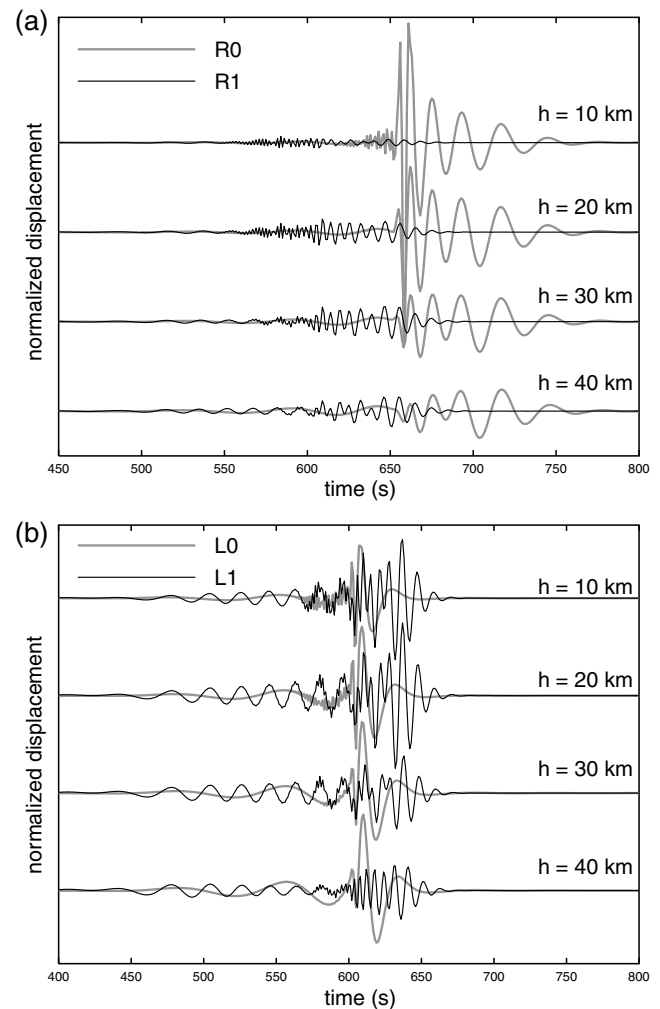 (a)
R0
R1
h = 10 km
h = 20 km
h = 30 km
h = 40 km
normalized displacement
450 500 550 600 650 700 750 800
time (s)
(b)
L0
L1
h = 10 km
h = 20 km
h = 30 km
h = 40 km
normalized displacement
400 450 500 550 600 650 700 750 800
time (s)